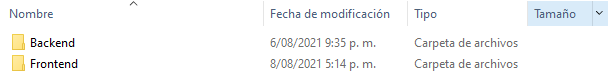 Nombre Fecha de modificación Tipo Tamaño
Backend 6/08/2021 9:35 p. m. Carpeta de archivos
Frontend 8/08/2021 5:14 p. m. Carpeta de archivos